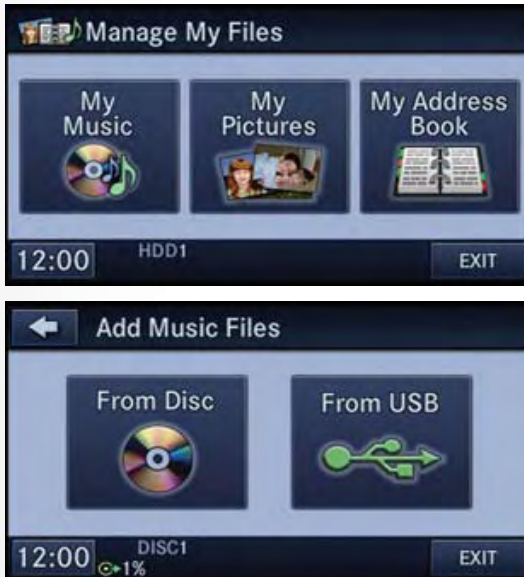 Manage My Files
My Music
My Pictures
My Address Book
12:00 HDD1 EXIT
Add Music Files
From Disc
From USB
12:00 DISC1 1% EXIT